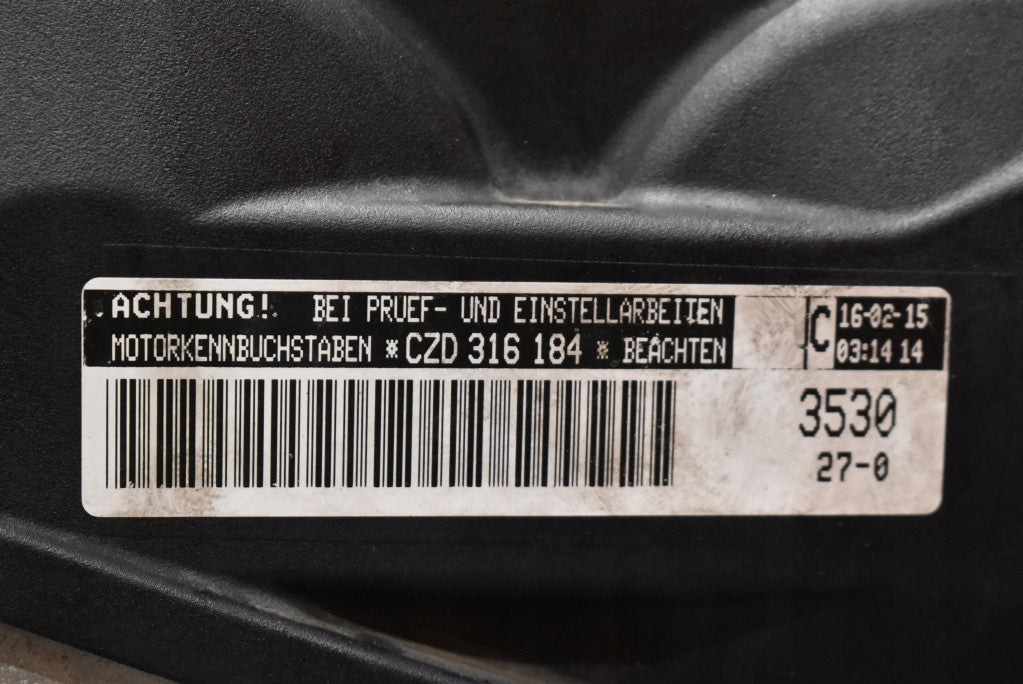 ACHTUNG! BEI PRUEF- UND EINSTELLARBEITEN
MOTORKENNBUCHSTABEN *CZD 316 184 * BEACHTEN
C
16-02-15
03:14 14
3530
27-0